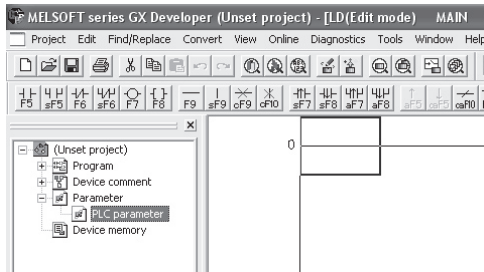 MELSOFT series GX Developer (Unset project) - [LD(Edit mode) MAIN
Project Edit Find/Replace Convert View Online Diagnostics Tools Window Help
F5 sF5 F6 sF6 F7 F8 F9 sF9 cF9 cF10 sF7 sF8 aF7 aF8 aF5 caF5 caF10
(Unset project)
Program
Device comment
Parameter
PLC parameter
Device memory
0